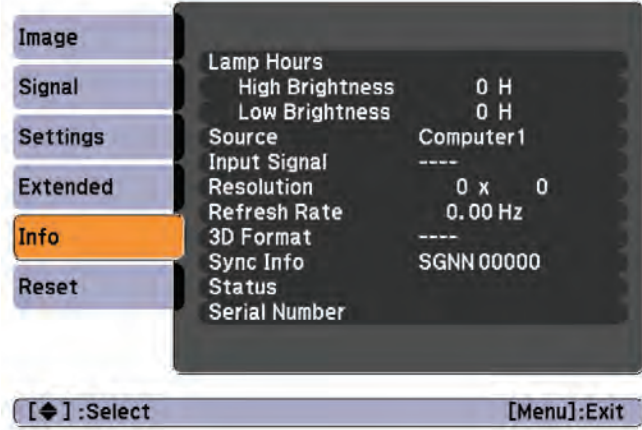 Image
Signal
Settings
Extended
Info
Reset
Lamp Hours
High Brightness 0 H
Low Brightness 0 H
Source Computer1
Input Signal ----
Resolution 0 x 0
Refresh Rate 0.00 Hz
3D Format ----
Sync Info SGNN 00000
Status
Serial Number
[◆] :Select [Menu]:Exit